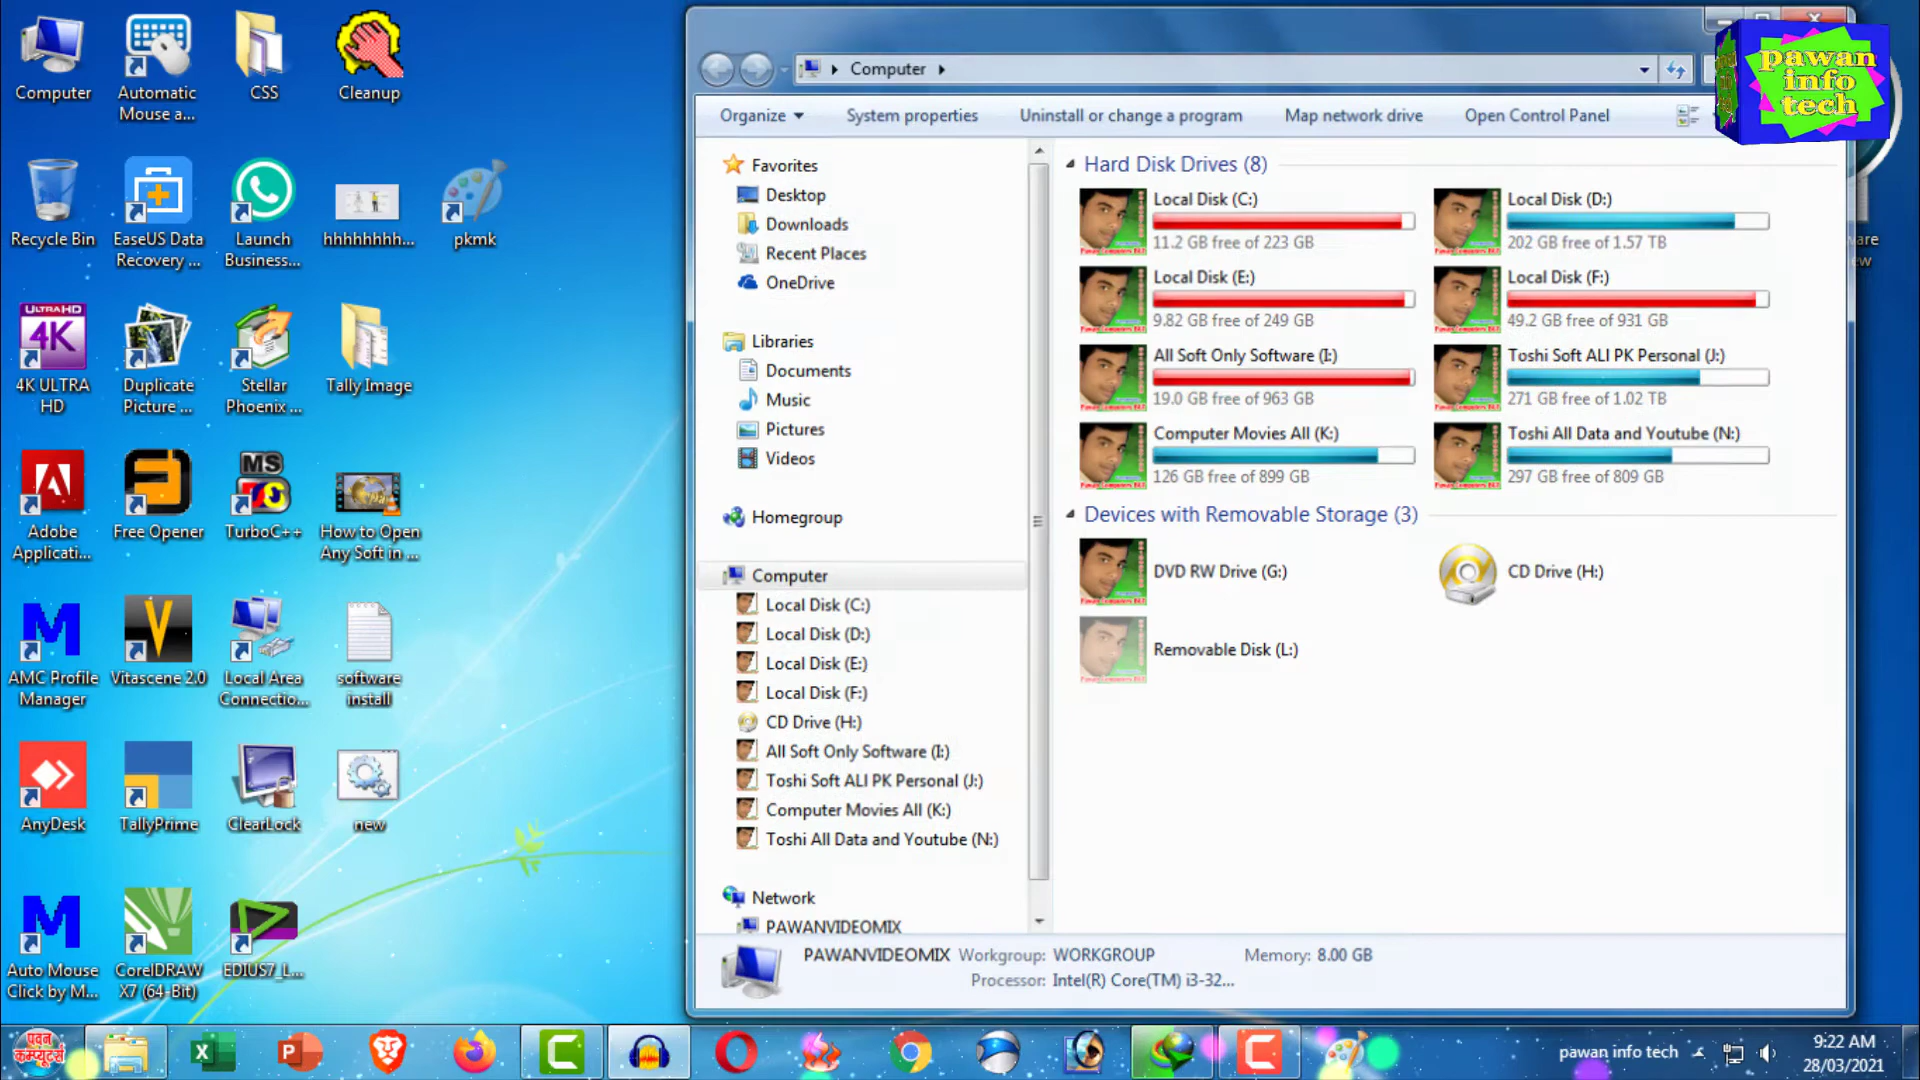 Computer
Automatic
Mouse a...
CSS
Cleanup
Recycle Bin
EaseUS Data
Recovery ...
Launch
Business...
hhhhhhhh...
pkmk
ULTRAHD
4K
4K ULTRA
HD
Duplicate
Picture ...
Stellar
Phoenix ...
Tally Image
Adobe
Applicati...
Free Opener
MS
TurboC++
How to Open
Any Soft in ...
AMC Profile
Manager
Vitascene 2.0
Local Area
Connectio...
software
install
AnyDesk
TallyPrime
ClearLock
new
Auto Mouse
Click by M...
CorelDRAW
X7 (64-Bit)
EDIUS7_L...
Computer
pawan
info
tech
Organize
System properties
Uninstall or change a program
Map network drive
Open Control Panel
Favorites
Desktop
Downloads
Recent Places
OneDrive
Libraries
Documents
Music
Pictures
Videos
Homegroup
Computer
Local Disk (C:)
Local Disk (D:)
Local Disk (E:)
Local Disk (F:)
CD Drive (H:)
All Soft Only Software (I:)
Toshi Soft ALI PK Personal (J:)
Computer Movies All (K:)
Toshi All Data and Youtube (N:)
Network
PAWANVIDEOMIX
Hard Disk Drives (8)
Local Disk (C:)
11.2 GB free of 223 GB
Local Disk (D:)
202 GB free of 1.57 TB
Local Disk (E:)
9.82 GB free of 249 GB
Local Disk (F:)
49.2 GB free of 931 GB
All Soft Only Software (I:)
19.0 GB free of 963 GB
Toshi Soft ALI PK Personal (J:)
271 GB free of 1.02 TB
Computer Movies All (K:)
126 GB free of 899 GB
Toshi All Data and Youtube (N:)
297 GB free of 809 GB
Devices with Removable Storage (3)
DVD RW Drive (G:)
CD Drive (H:)
Removable Disk (L:)
PAWANVIDEOMIX Workgroup: WORKGROUP Memory: 8.00 GB
Processor: Intel(R) Core(TM) i3-32...
पवन
कम्प्यूटर्स
pawan info tech
9:22 AM
28/03/2021